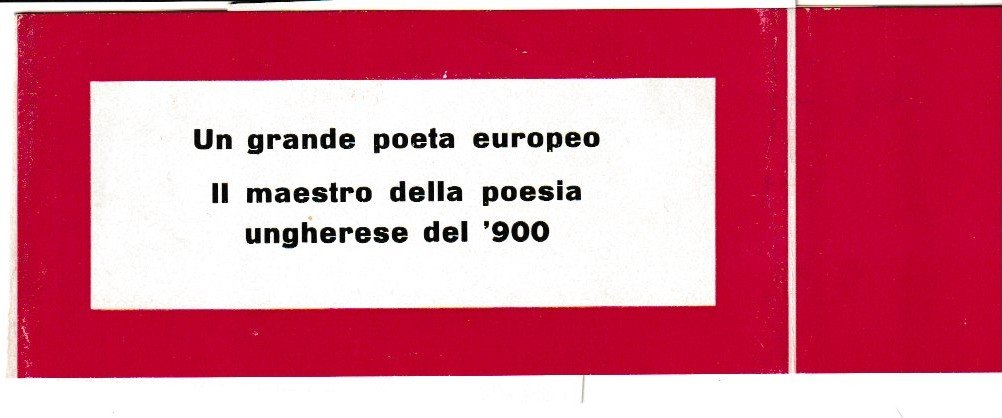 Un grande poeta europeo
Il maestro della poesia
ungherese del '900